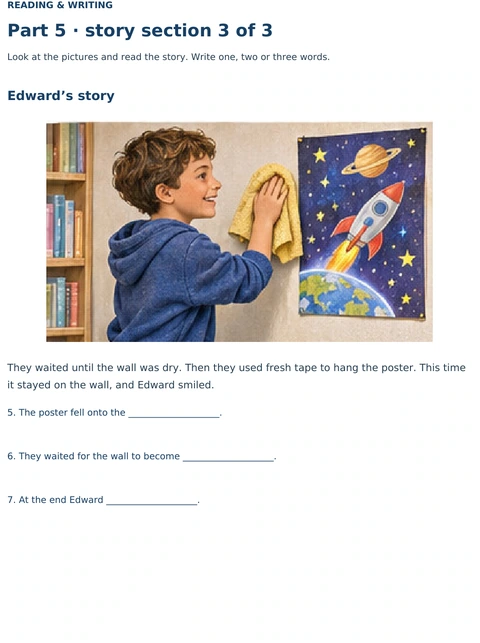 READING & WRITING
Part 5 · story section 3 of 3
Look at the pictures and read the story. Write one, two or three words.
Edward’s story
They waited until the wall was dry. Then they used fresh tape to hang the poster. This time
it stayed on the wall, and Edward smiled.
5. The poster fell onto the ____________________.
6. They waited for the wall to become ____________________.
7. At the end Edward ____________________.